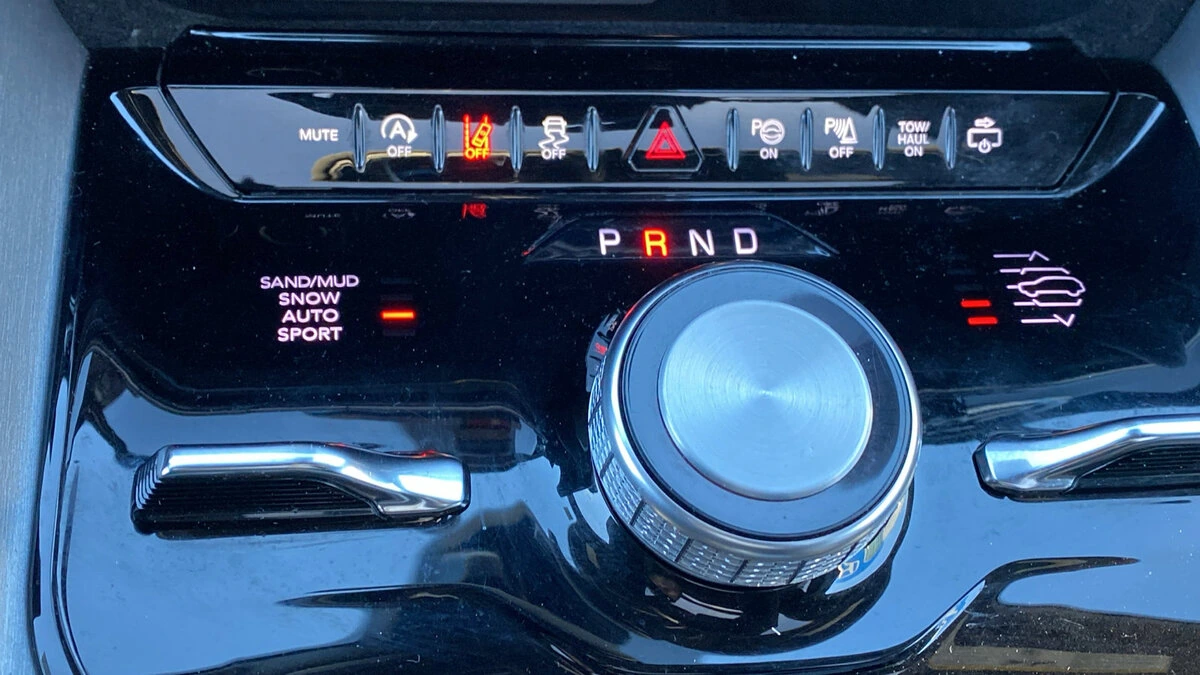 MUTE
A
OFF
OFF
OFF
P
ON
P
OFF
TOW/
HAUL
ON
P R N D
SAND/MUD
SNOW
AUTO
SPORT